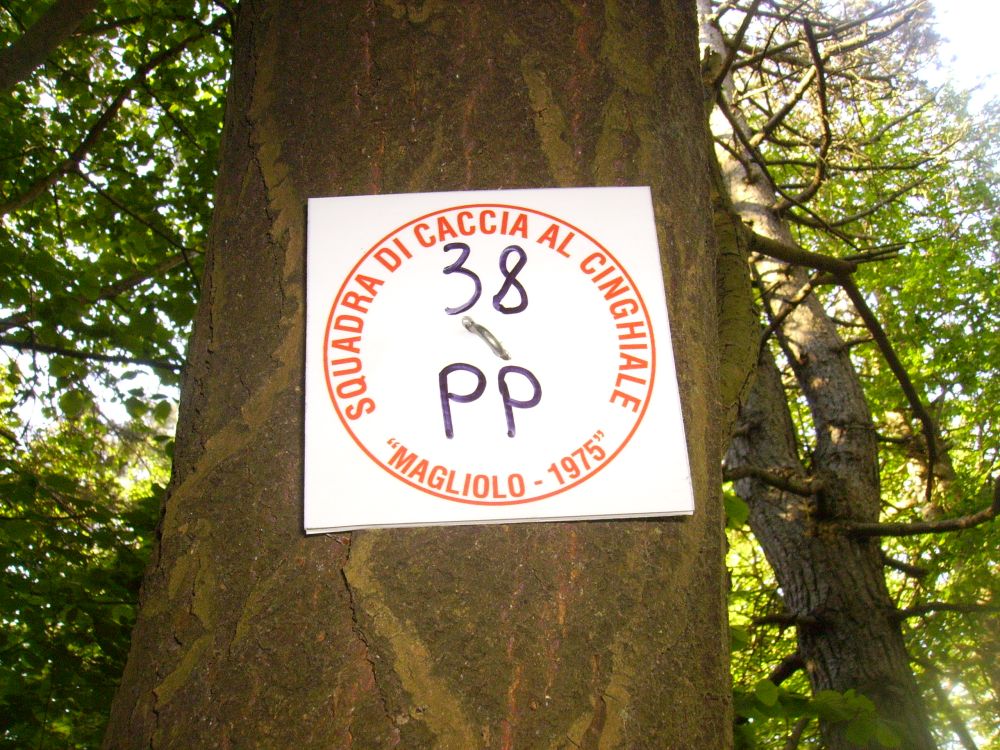 SQUADRA DI CACCIA AL CINGHIALE
38
PP
"MAGLIOLO - 1975"